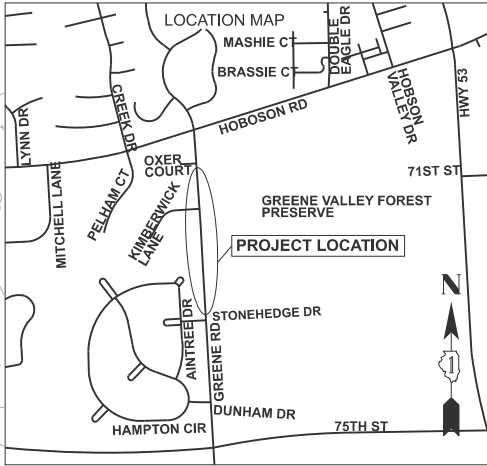 LOCATION MAP
MASHIE CT
BRASSIE CT
DOUBLE
EAGLE DR
HOBSON
VALLEY DR
HWY 53
LYNN DR
CREEK DR
HOBOSON RD
OXER
COURT
71ST ST
MITCHELL LANE
PELHAM CT
KIMBERWICK
LANE
GREENE VALLEY FOREST
PRESERVE
PROJECT LOCATION
N
1
STONEHEDGE DR
AINTREE DR
GREENE RD
DUNHAM DR
HAMPTON CIR
75TH ST